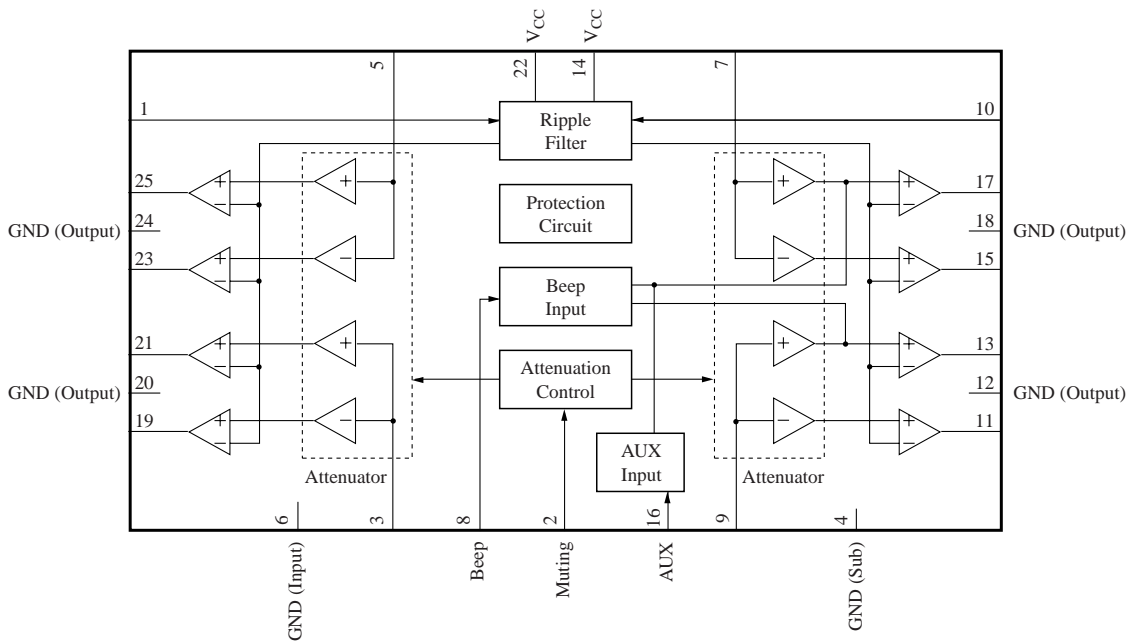 VCC
VCC
5
22
14
7
1
Ripple
Filter
10
25
+
−
+
+
+
−
17
GND (Output)
24
Protection
Circuit
18
GND (Output)
23
+
−
−
−
+
−
15
Beep
Input
21
+
−
+
+
+
−
13
GND (Output)
20
Attenuation
Control
12
GND (Output)
19
+
−
−
−
+
−
11
Attenuator
AUX
Input
Attenuator
6
3
8
2
16
9
4
GND (Input)
Beep
Muting
AUX
GND (Sub)